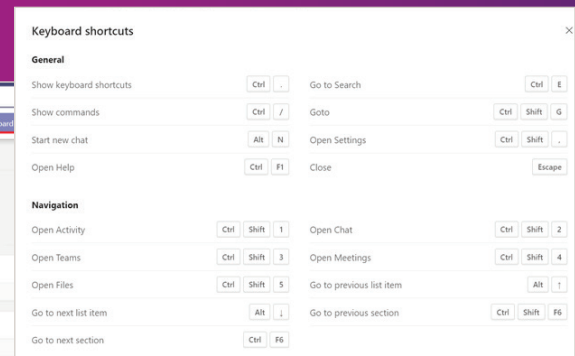 Keyboard shortcuts ×
General
Show keyboard shortcuts Ctrl . Go to Search Ctrl E
Show commands Ctrl / Goto Ctrl Shift G
Start new chat Alt N Open Settings Ctrl Shift ,
Open Help Ctrl F1 Close Escape
Navigation
Open Activity Ctrl Shift 1 Open Chat Ctrl Shift 2
Open Teams Ctrl Shift 3 Open Meetings Ctrl Shift 4
Open Files Ctrl Shift 5 Go to previous list item Alt ↑
Go to next list item Alt ↓ Go to previous section Ctrl Shift F6
Go to next section Ctrl F6